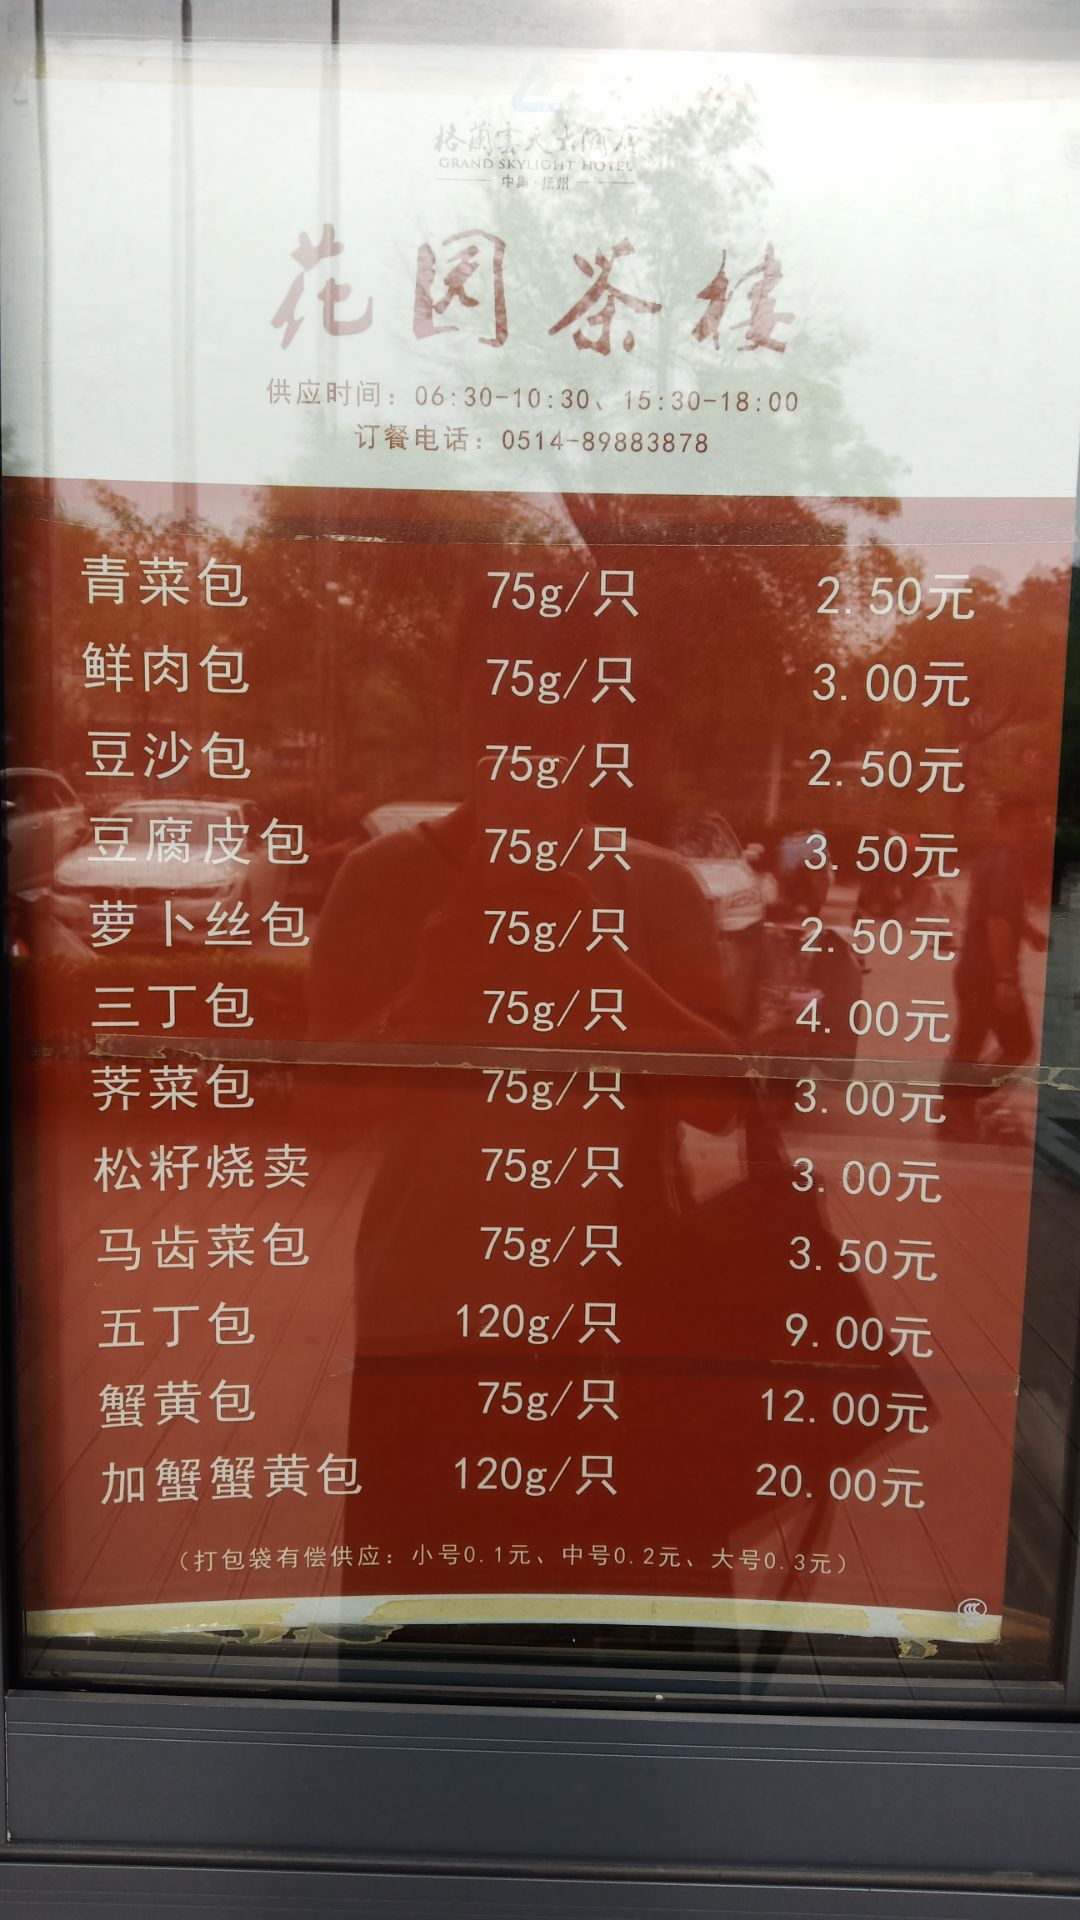 格蘭雲天大酒店
GRAND SKYLIGHT HOTEL
中集·扬州
花园茶楼
供应时间：06:30-10:30、15:30-18:00
订餐电话：0514-89883878
青菜包 75g/只 2.50元
鲜肉包 75g/只 3.00元
豆沙包 75g/只 2.50元
豆腐皮包 75g/只 3.50元
萝卜丝包 75g/只 2.50元
三丁包 75g/只 4.00元
荠菜包 75g/只 3.00元
松籽烧卖 75g/只 3.00元
马齿菜包 75g/只 3.50元
五丁包 120g/只 9.00元
蟹黄包 75g/只 12.00元
加蟹蟹黄包 120g/只 20.00元
（打包袋有偿供应：小号0.1元、中号0.2元、大号0.3元）